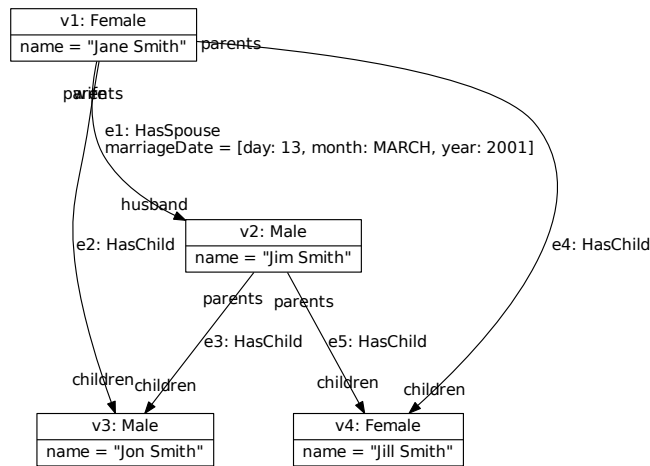 v1: Female
name = "Jane Smith"
parents
parents
wife
e1: HasSpouse
marriageDate = [day: 13, month: MARCH, year: 2001]
husband
v2: Male
name = "Jim Smith"
e2: HasChild
e4: HasChild
parents
parents
e3: HasChild
e5: HasChild
children
children
children
children
v3: Male
name = "Jon Smith"
v4: Female
name = "Jill Smith"